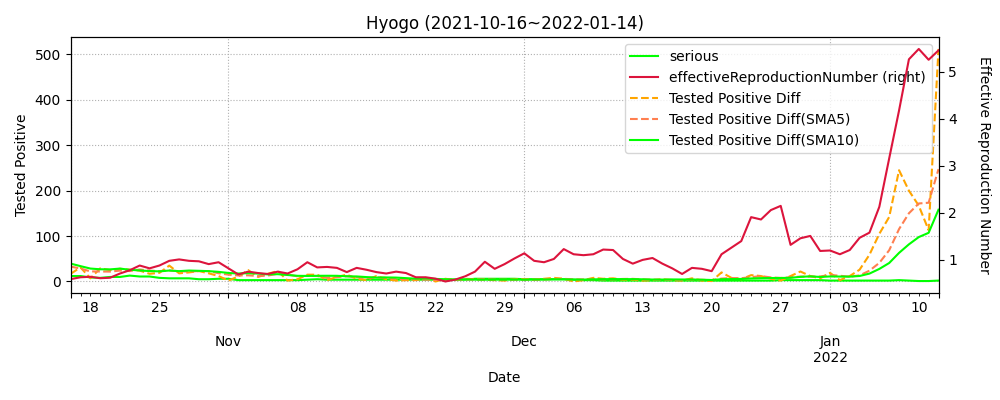 Hyogo (2021-10-16~2022-01-14)
serious
effectiveReproductionNumber (right)
Tested Positive Diff
Tested Positive Diff(SMA5)
Tested Positive Diff(SMA10)
Tested Positive
500
400
300
200
100
0
5
4
3
2
1
Effective Reproduction Number
18 25 08 15 22 29 06 13 20 27 03 10
Nov Dec Jan
2022
Date